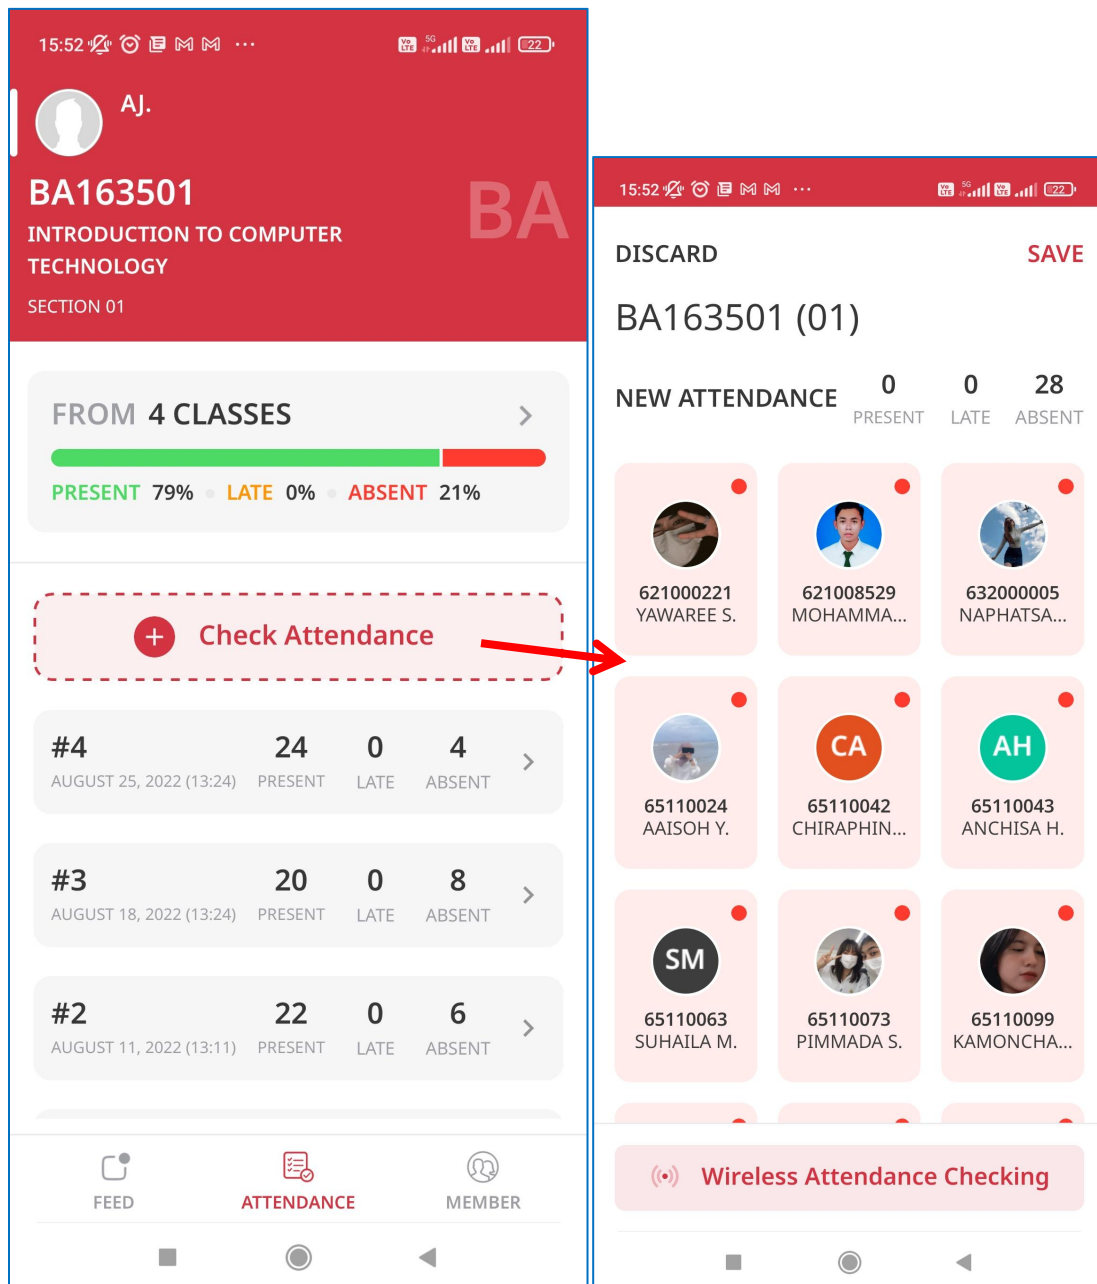 15:52
22
AJ.
BA163501
BA
INTRODUCTION TO COMPUTER
TECHNOLOGY
SECTION 01
FROM 4 CLASSES
PRESENT 79% LATE 0% ABSENT 21%
Check Attendance
#4 24 0 4
AUGUST 25, 2022 (13:24) PRESENT LATE ABSENT
#3 20 0 8
AUGUST 18, 2022 (13:24) PRESENT LATE ABSENT
#2 22 0 6
AUGUST 11, 2022 (13:11) PRESENT LATE ABSENT
FEED ATTENDANCE MEMBER
15:52
22
DISCARD SAVE
BA163501 (01)
NEW ATTENDANCE 0 0 28
PRESENT LATE ABSENT
621000221 621008529 632000005
YAWAREE S. MOHAMMA... NAPHATSA...
CA AH
65110024 65110042 65110043
AAISOH Y. CHIRAPHIN... ANCHISA H.
SM
65110063 65110073 65110099
SUHAILA M. PIMMADA S. KAMONCHA...
Wireless Attendance Checking